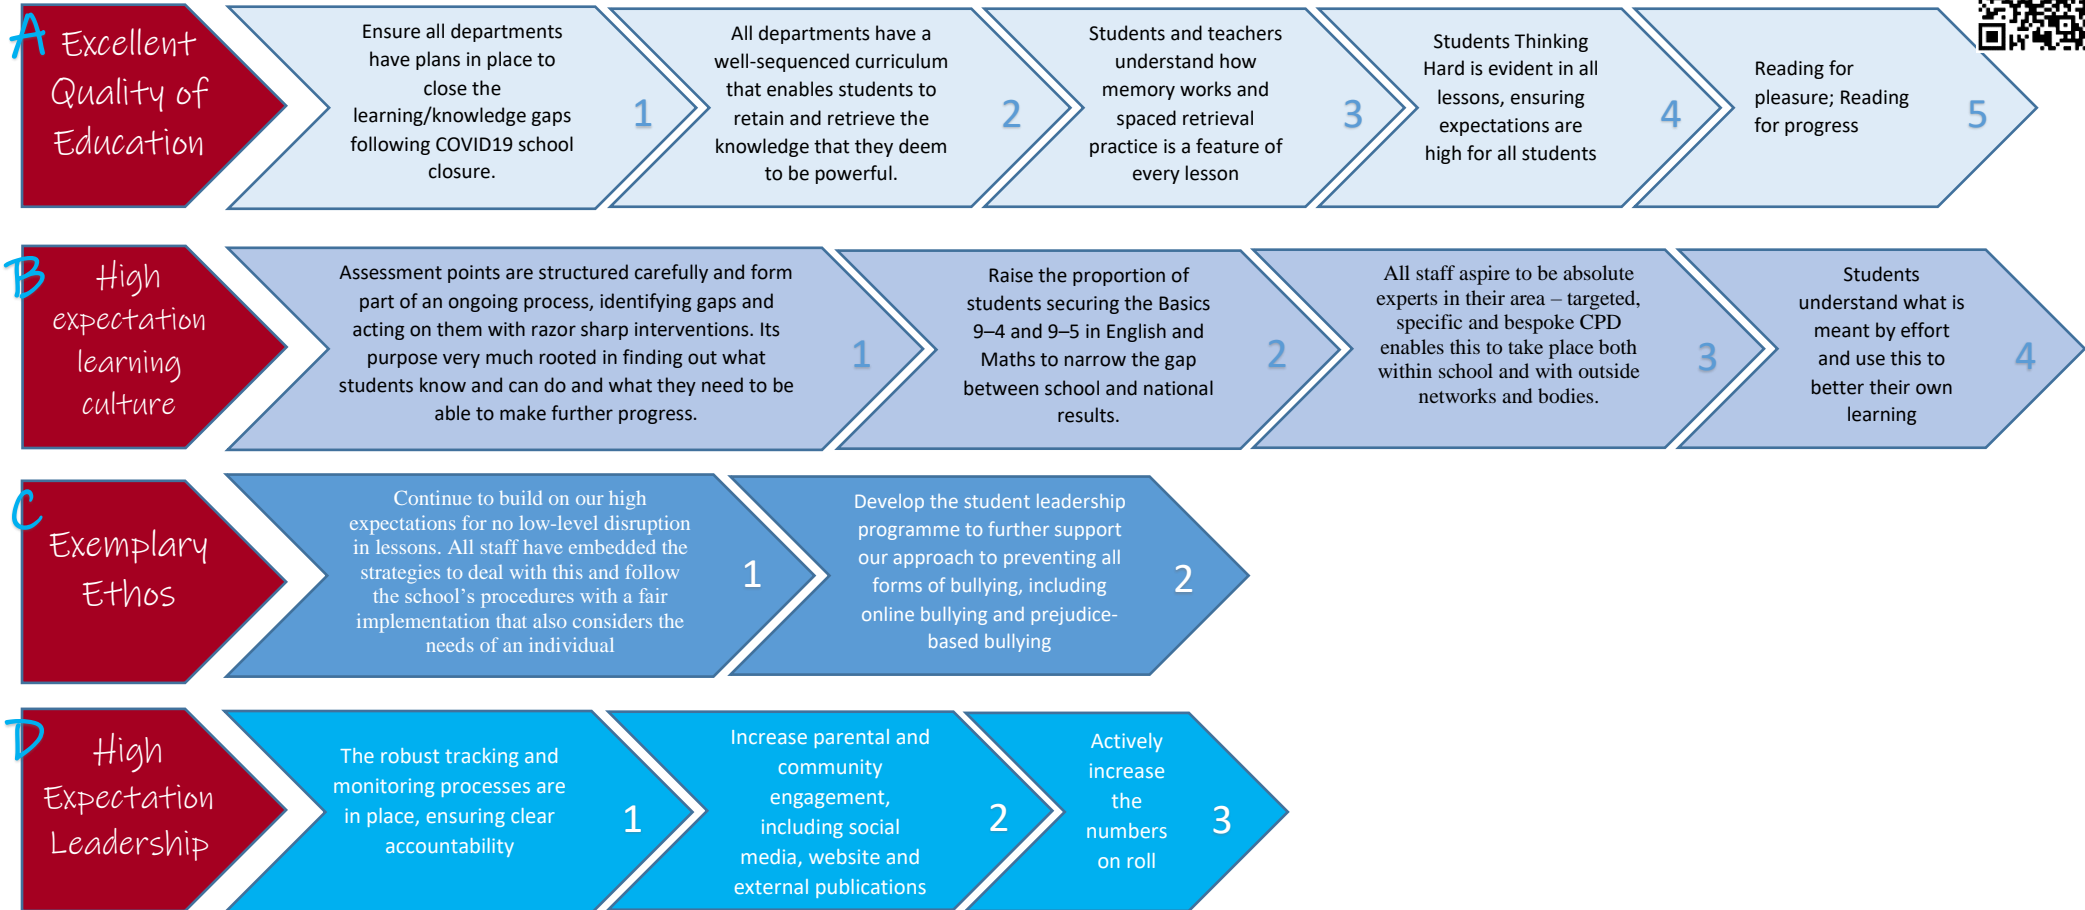 A
Excellent
Quality of
Education
Ensure all departments
have plans in place to
close the
learning/knowledge gaps
following COVID19 school
closure.
1
All departments have a
well-sequenced curriculum
that enables students to
retain and retrieve the
knowledge that they deem
to be powerful.
2
Students and teachers
understand how
memory works and
spaced retrieval
practice is a feature of
every lesson
3
Students Thinking
Hard is evident in all
lessons, ensuring
expectations are
high for all students
4
Reading for
pleasure; Reading
for progress
5
B
High
expectation
learning
culture
Assessment points are structured carefully and form
part of an ongoing process, identifying gaps and
acting on them with razor sharp interventions. Its
purpose very much rooted in finding out what
students know and can do and what they need to be
able to make further progress.
1
Raise the proportion of
students securing the Basics
9–4 and 9–5 in English and
Maths to narrow the gap
between school and national
results.
2
All staff aspire to be absolute
experts in their area – targeted,
specific and bespoke CPD
enables this to take place both
within school and with outside
networks and bodies.
3
Students
understand what is
meant by effort
and use this to
better their own
learning
4
C
Exemplary
Ethos
Continue to build on our high
expectations for no low-level disruption
in lessons. All staff have embedded the
strategies to deal with this and follow
the school's procedures with a fair
implementation that also considers the
needs of an individual
1
Develop the student leadership
programme to further support
our approach to preventing all
forms of bullying, including
online bullying and prejudice-
based bullying
2
D
High
Expectation
Leadership
The robust tracking and
monitoring processes are
in place, ensuring clear
accountability
1
Increase parental and
community
engagement,
including social
media, website and
external publications
2
Actively
increase
the
numbers
on roll
3